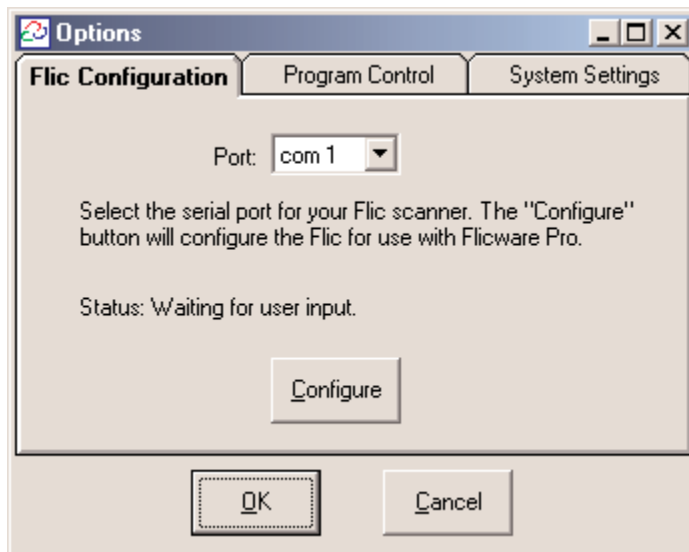 Options
Flic Configuration Program Control System Settings
Port: com 1
Select the serial port for your Flic scanner. The "Configure"
button will configure the Flic for use with Flicware Pro.
Status: Waiting for user input.
Configure
OK Cancel